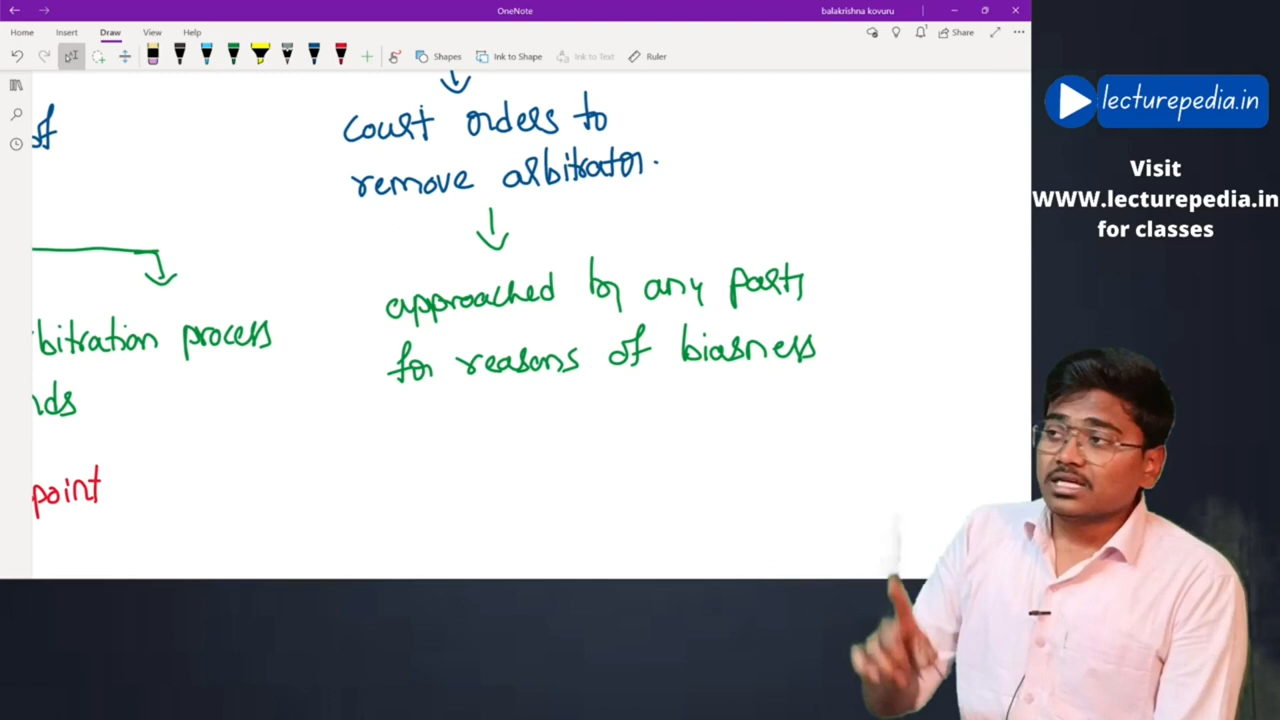 OneNote
balakrishna kovuru
Home Insert Draw View Help
Share
Shapes Ink to Shape Ink to Text Ruler
lecturepedia.in
Visit
WWW.lecturepedia.in
for classes
of
court orders to
remove arbitrator.
approached by any party
for reasons of biasness
bitration process
nds
point